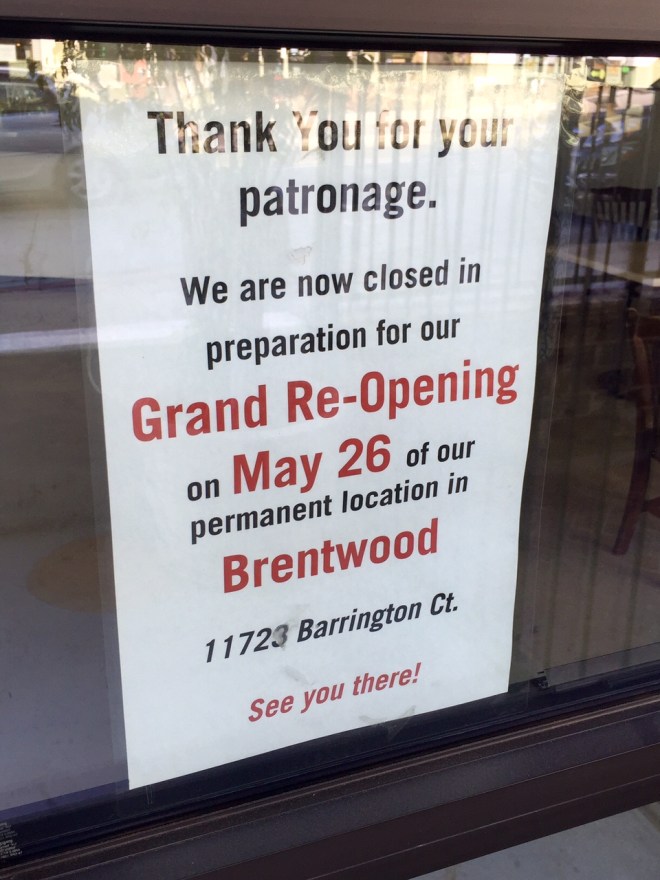 Thank You for your
patronage.
We are now closed in
preparation for our
Grand Re-Opening
on May 26 of our
permanent location in
Brentwood
11723 Barrington Ct.
See you there!